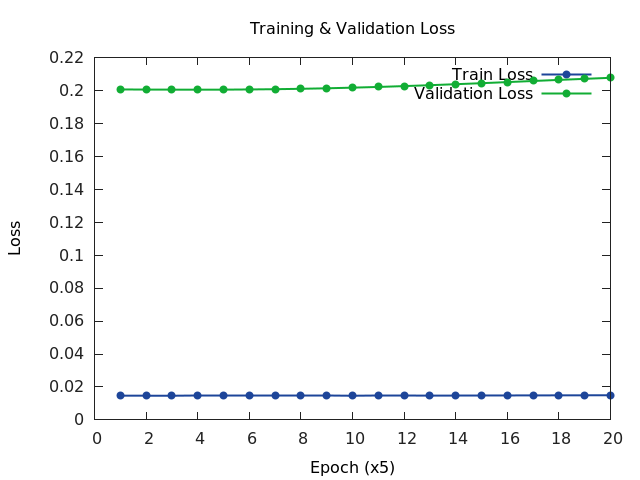 Training & Validation Loss
0.22
0.2
0.18
0.16
0.14
0.12
0.1
0.08
0.06
0.04
0.02
0
Loss
Train Loss
Validation Loss
0 2 4 6 8 10 12 14 16 18 20
Epoch (x5)